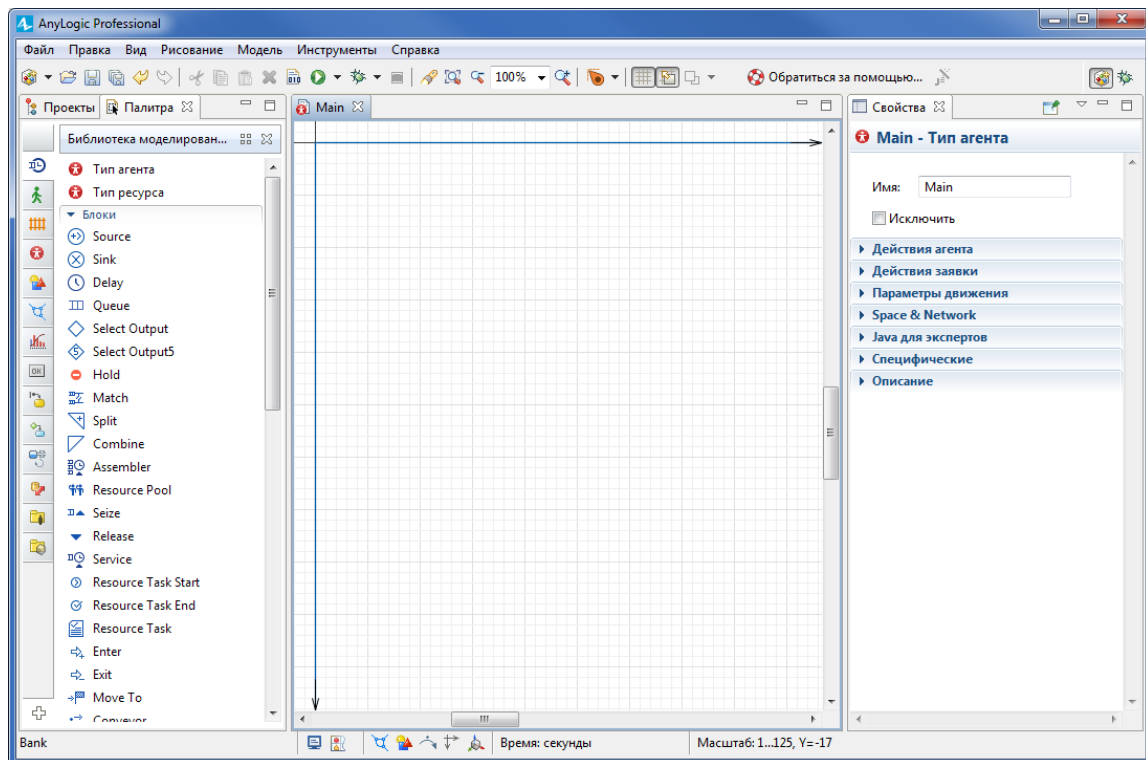 AnyLogic Professional
Файл Правка Вид Рисование Модель Инструменты Справка
100% Обратиться за помощью...
Проекты Палитра Main Свойства
Библиотека моделирован...
Тип агента
Тип ресурса
Блоки
Source
Sink
Delay
Queue
Select Output
Select Output5
Hold
Match
Split
Combine
Assembler
Resource Pool
Seize
Release
Service
Resource Task Start
Resource Task End
Resource Task
Enter
Exit
Move To
Conveyor
Main - Тип агента
Имя: Main
Исключить
Действия агента
Действия заявки
Параметры движения
Space & Network
Java для экспертов
Специфические
Описание
Bank Время: секунды Масштаб: 1...125, Y=-17